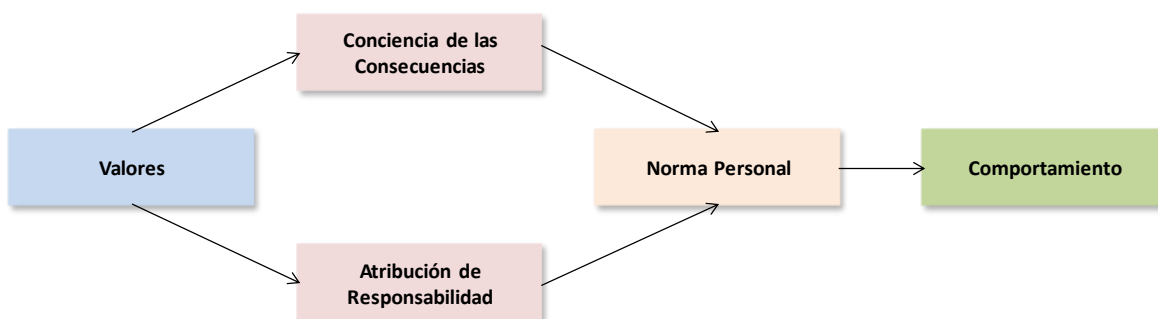 Conciencia de las
Consecuencias
Valores
Norma Personal
Comportamiento
Atribución de
Responsabilidad